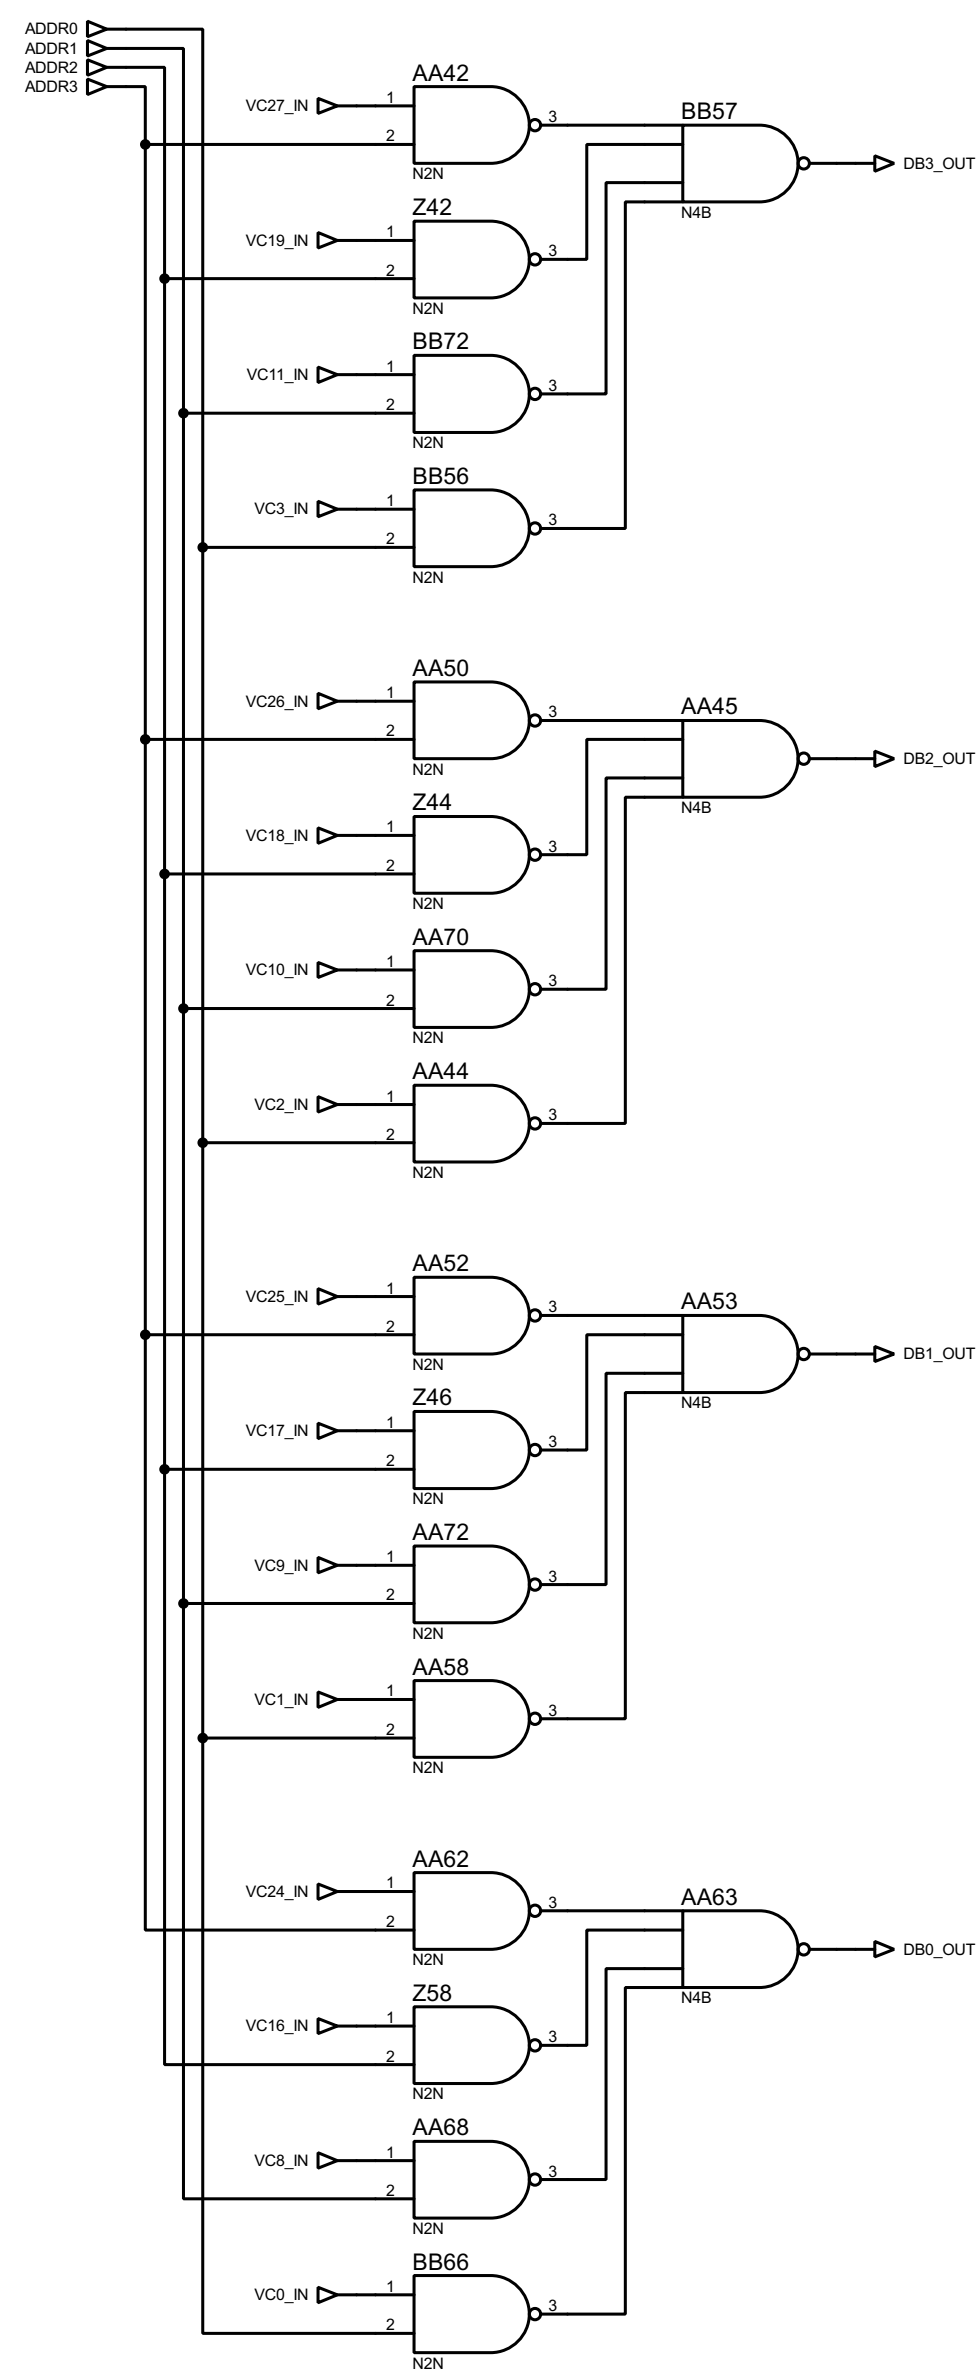 ADDR0
ADDR1
ADDR2
ADDR3
AA42
VC27_IN 1
2
3
N2N
BB57
N4B
DB3_OUT
Z42
VC19_IN 1
2
3
N2N
BB72
VC11_IN 1
2
3
N2N
BB56
VC3_IN 1
2
3
N2N
AA50
VC26_IN 1
2
3
N2N
AA45
N4B
DB2_OUT
Z44
VC18_IN 1
2
3
N2N
AA70
VC10_IN 1
2
3
N2N
AA44
VC2_IN 1
2
3
N2N
AA52
VC25_IN 1
2
3
N2N
AA53
N4B
DB1_OUT
Z46
VC17_IN 1
2
3
N2N
AA72
VC9_IN 1
2
3
N2N
AA58
VC1_IN 1
2
3
N2N
AA62
VC24_IN 1
2
3
N2N
AA63
N4B
DB0_OUT
Z58
VC16_IN 1
2
3
N2N
AA68
VC8_IN 1
2
3
N2N
BB66
VC0_IN 1
2
3
N2N